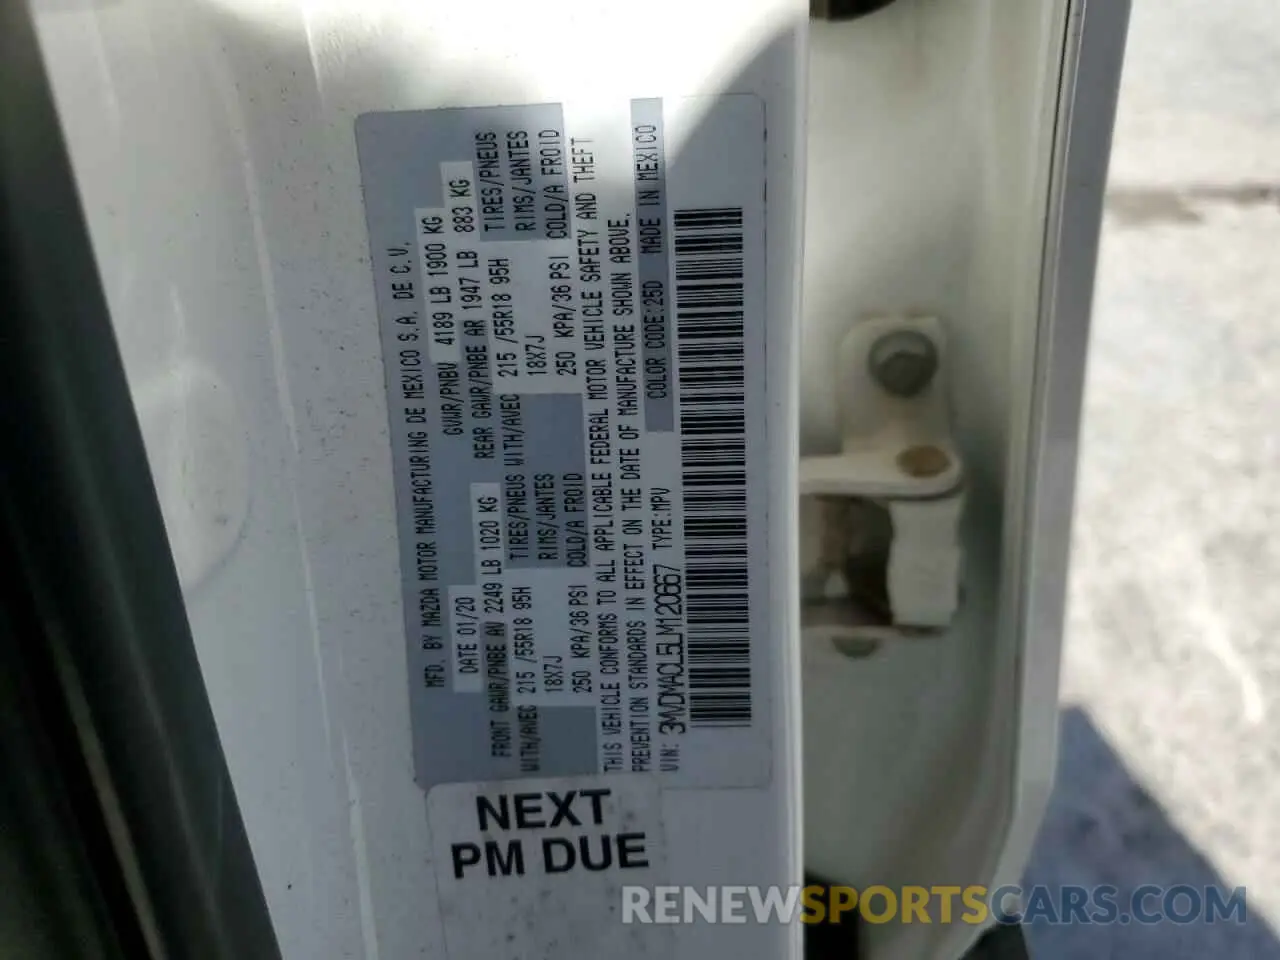 MFD. BY MAZDA MOTOR MANUFACTURING DE MEXICO S.A. DE C.V.
DATE 01/20 GVWR/PNBV 4189 LB 1900 KG
FRONT GAWR/PNBE AV 2249 LB 1020 KG REAR GAWR/PNBE AR 1947 LB 883 KG
WITH/AVEC 215 /55R18 95H TIRES/PNEUS WITH/AVEC 215 /55R18 95H TIRES/PNEUS
18X7J RIMS/JANTES 18X7J RIMS/JANTES
250 KPA/36 PSI COLD/A FROID 250 KPA/36 PSI COLD/A FROID
THIS VEHICLE CONFORMS TO ALL APPLICABLE FEDERAL MOTOR VEHICLE SAFETY AND THEFT
PREVENTION STANDARDS IN EFFECT ON THE DATE OF MANUFACTURE SHOWN ABOVE.
VIN: 3MVDMACL5LM120667 TYPE:MPV COLOR CODE:25D MADE IN MEXICO
NEXT
PM DUE
RENEWSPORTSCARS.COM